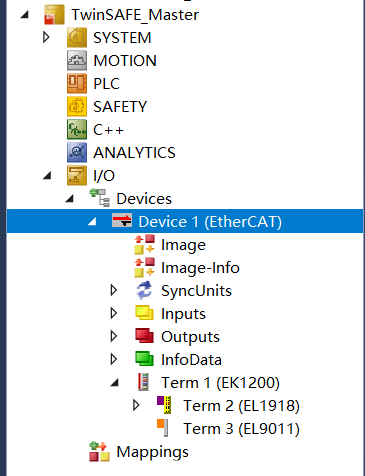 TwinSAFE_Master
SYSTEM
MOTION
PLC
SAFETY
C++
ANALYTICS
I/O
Devices
Device 1 (EtherCAT)
Image
Image-Info
SyncUnits
Inputs
Outputs
InfoData
Term 1 (EK1200)
Term 2 (EL1918)
Term 3 (EL9011)
Mappings